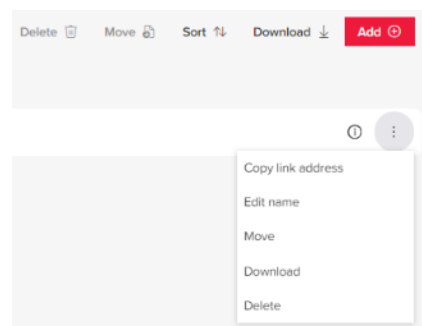 Delete Move Sort Download Add
Copy link address
Edit name
Move
Download
Delete